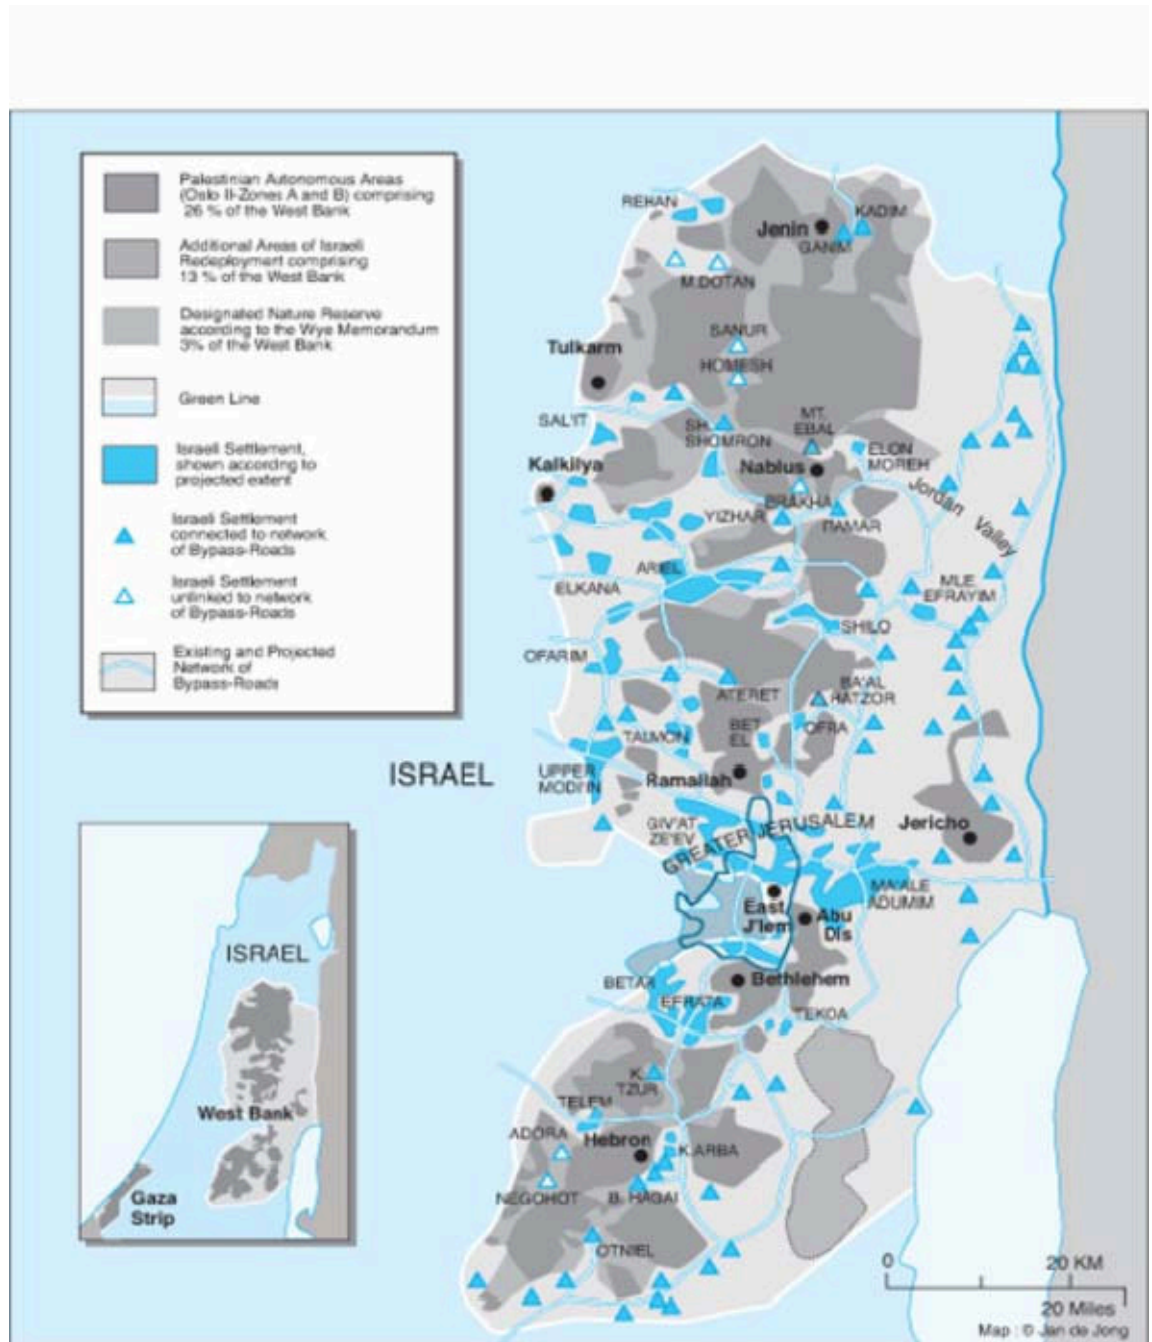 Palestinian Autonomous Areas
(Oslo II-Zones A and B) comprising
26 % of the West Bank
Additional Areas of Israeli
Redeployment comprising
13 % of the West Bank
Designated Nature Reserve
according to the Wye Memorandum
3% of the West Bank
Green Line
Israeli Settlement,
shown according to
projected extent
Israeli Settlement
connected to network
of Bypass-Roads
Israeli Settlement
unlinked to network
of Bypass-Roads
Existing and Projected
Network of
Bypass-Roads
REHAN
KADIM
Jenin
GANIM
M.DOTAN
SANUR
Tulkarm
HOMESH
SAL'IT
SH.
SHOMRON
MT.
EBAL
ELON
MOREH
Kalkilya
Nablus
BRAKHA
YIZHAR
ITAMAR
Jordan Valley
ARIEL
ELKANA
MLE
EFRAYIM
SHILO
OFARIM
ATERET
BA'AL
HATZOR
BET
EL
OFRA
TALMON
ISRAEL
UPPER
MODI'IN
Ramallah
GIV'AT
ZE'EV
GREATER JERUSALEM
Jericho
MA'ALE
ADUMIM
East
J'lem
Abu
Dis
BETAR
Bethlehem
EFRATA
TEKOA
K.
TZUR
TELEM
ADORA
Hebron
K.ARBA
NEGOHOT
B. HAGAI
OTNIEL
ISRAEL
West Bank
Gaza
Strip
0 20 KM
20 Miles
Map : © Jan de Jong